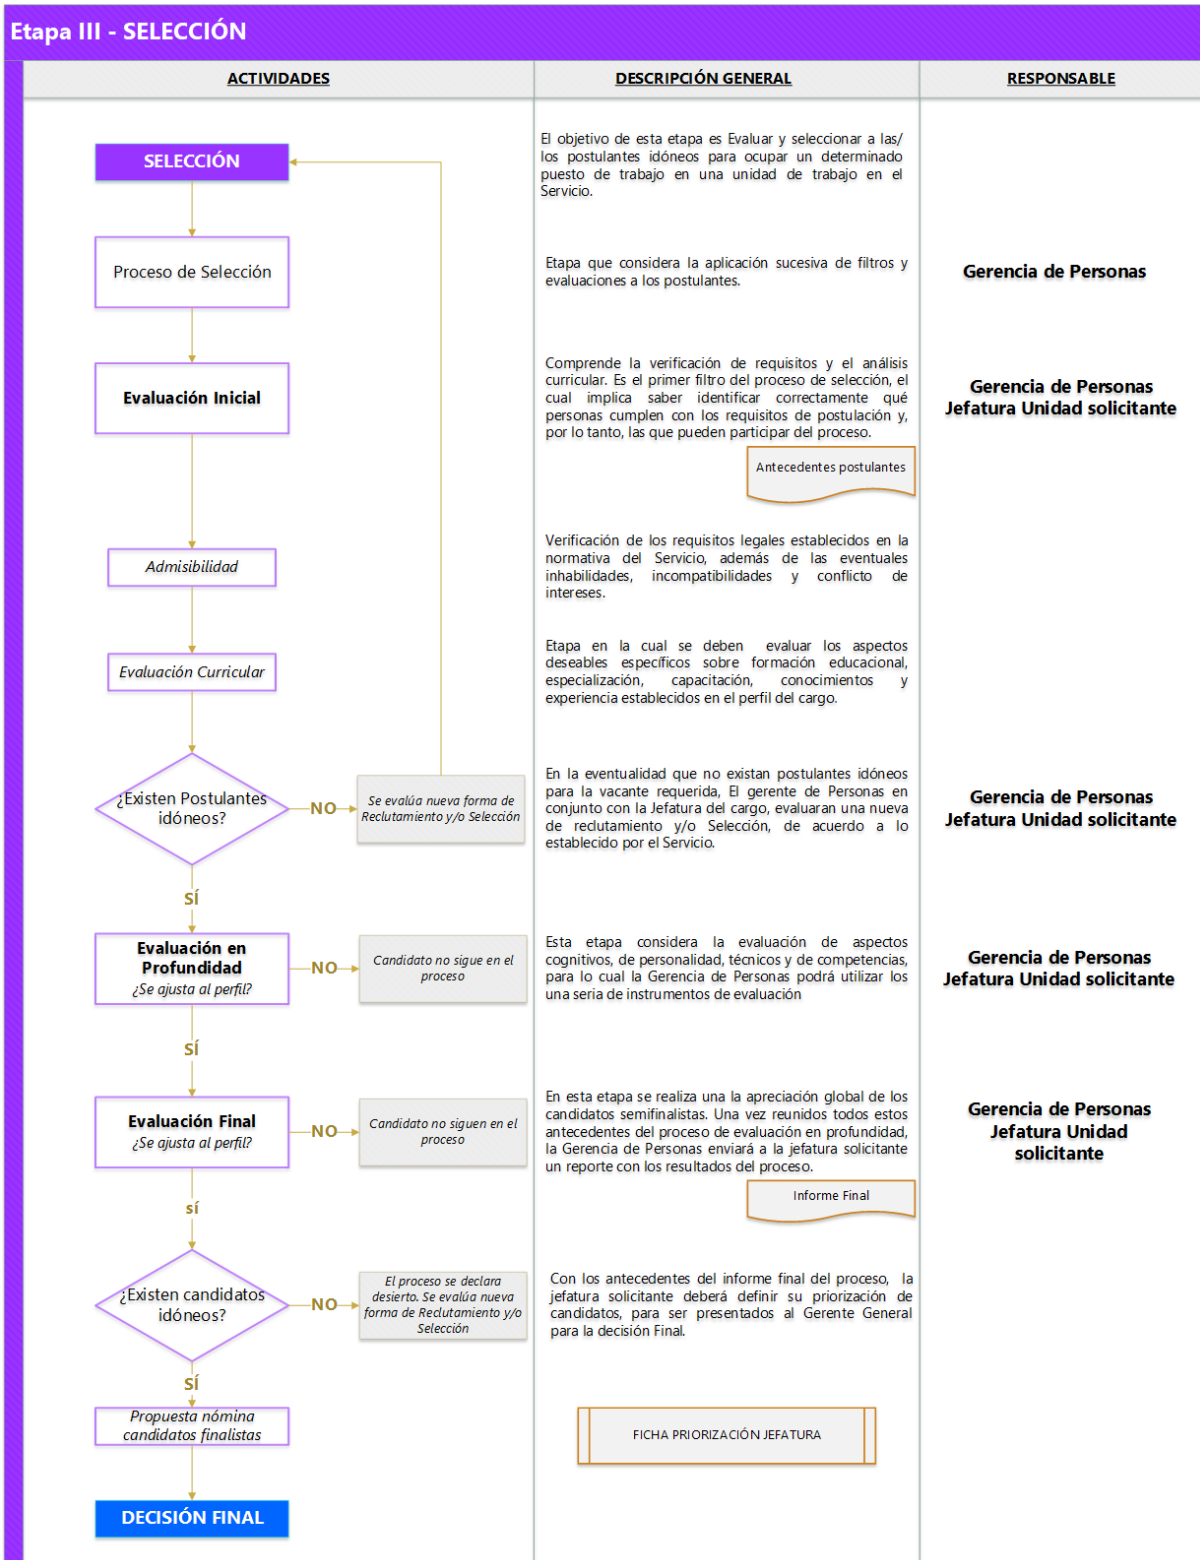 Etapa III - SELECCIÓN
ACTIVIDADES
DESCRIPCIÓN GENERAL
RESPONSABLE
SELECCIÓN
El objetivo de esta etapa es Evaluar y seleccionar a las/
los postulantes idóneos para ocupar un determinado
puesto de trabajo en una unidad de trabajo en el
Servicio.
Proceso de Selección
Etapa que considera la aplicación sucesiva de filtros y
evaluaciones a los postulantes.
Gerencia de Personas
Evaluación Inicial
Comprende la verificación de requisitos y el análisis
curricular. Es el primer filtro del proceso de selección, el
cual implica saber identificar correctamente qué
personas cumplen con los requisitos de postulación y,
por lo tanto, las que pueden participar del proceso.
Gerencia de Personas
Jefatura Unidad solicitante
Antecedentes postulantes
Admisibilidad
Verificación de los requisitos legales establecidos en la
normativa del Servicio, además de las eventuales
inhabilidades, incompatibilidades y conflicto de
intereses.
Evaluación Curricular
Etapa en la cual se deben evaluar los aspectos
deseables específicos sobre formación educacional,
especialización, capacitación, conocimientos y
experiencia establecidos en el perfil del cargo.
¿Existen Postulantes
idóneos?
NO
Se evalúa nueva forma de
Reclutamiento y/o Selección
En la eventualidad que no existan postulantes idóneos
para la vacante requerida, El gerente de Personas en
conjunto con la Jefatura del cargo, evaluaran una nueva
de reclutamiento y/o Selección, de acuerdo a lo
establecido por el Servicio.
Gerencia de Personas
Jefatura Unidad solicitante
SÍ
Evaluación en
Profundidad
¿Se ajusta al perfil?
NO
Candidato no sigue en el
proceso
Esta etapa considera la evaluación de aspectos
cognitivos, de personalidad, técnicos y de competencias,
para lo cual la Gerencia de Personas podrá utilizar los
una seria de instrumentos de evaluación
Gerencia de Personas
Jefatura Unidad solicitante
SÍ
Evaluación Final
¿Se ajusta al perfil?
NO
Candidato no siguen en el
proceso
En esta etapa se realiza una la apreciación global de los
candidatos semifinalistas. Una vez reunidos todos estos
antecedentes del proceso de evaluación en profundidad,
la Gerencia de Personas enviará a la jefatura solicitante
un reporte con los resultados del proceso.
Gerencia de Personas
Jefatura Unidad
solicitante
Informe Final
sí
¿Existen candidatos
idóneos?
NO
El proceso se declara
desierto. Se evalúa nueva
forma de Reclutamiento y/o
Selección
Con los antecedentes del informe final del proceso, la
jefatura solicitante deberá definir su priorización de
candidatos, para ser presentados al Gerente General
para la decisión Final.
SÍ
Propuesta nómina
candidatos finalistas
FICHA PRIORIZACIÓN JEFATURA
DECISIÓN FINAL